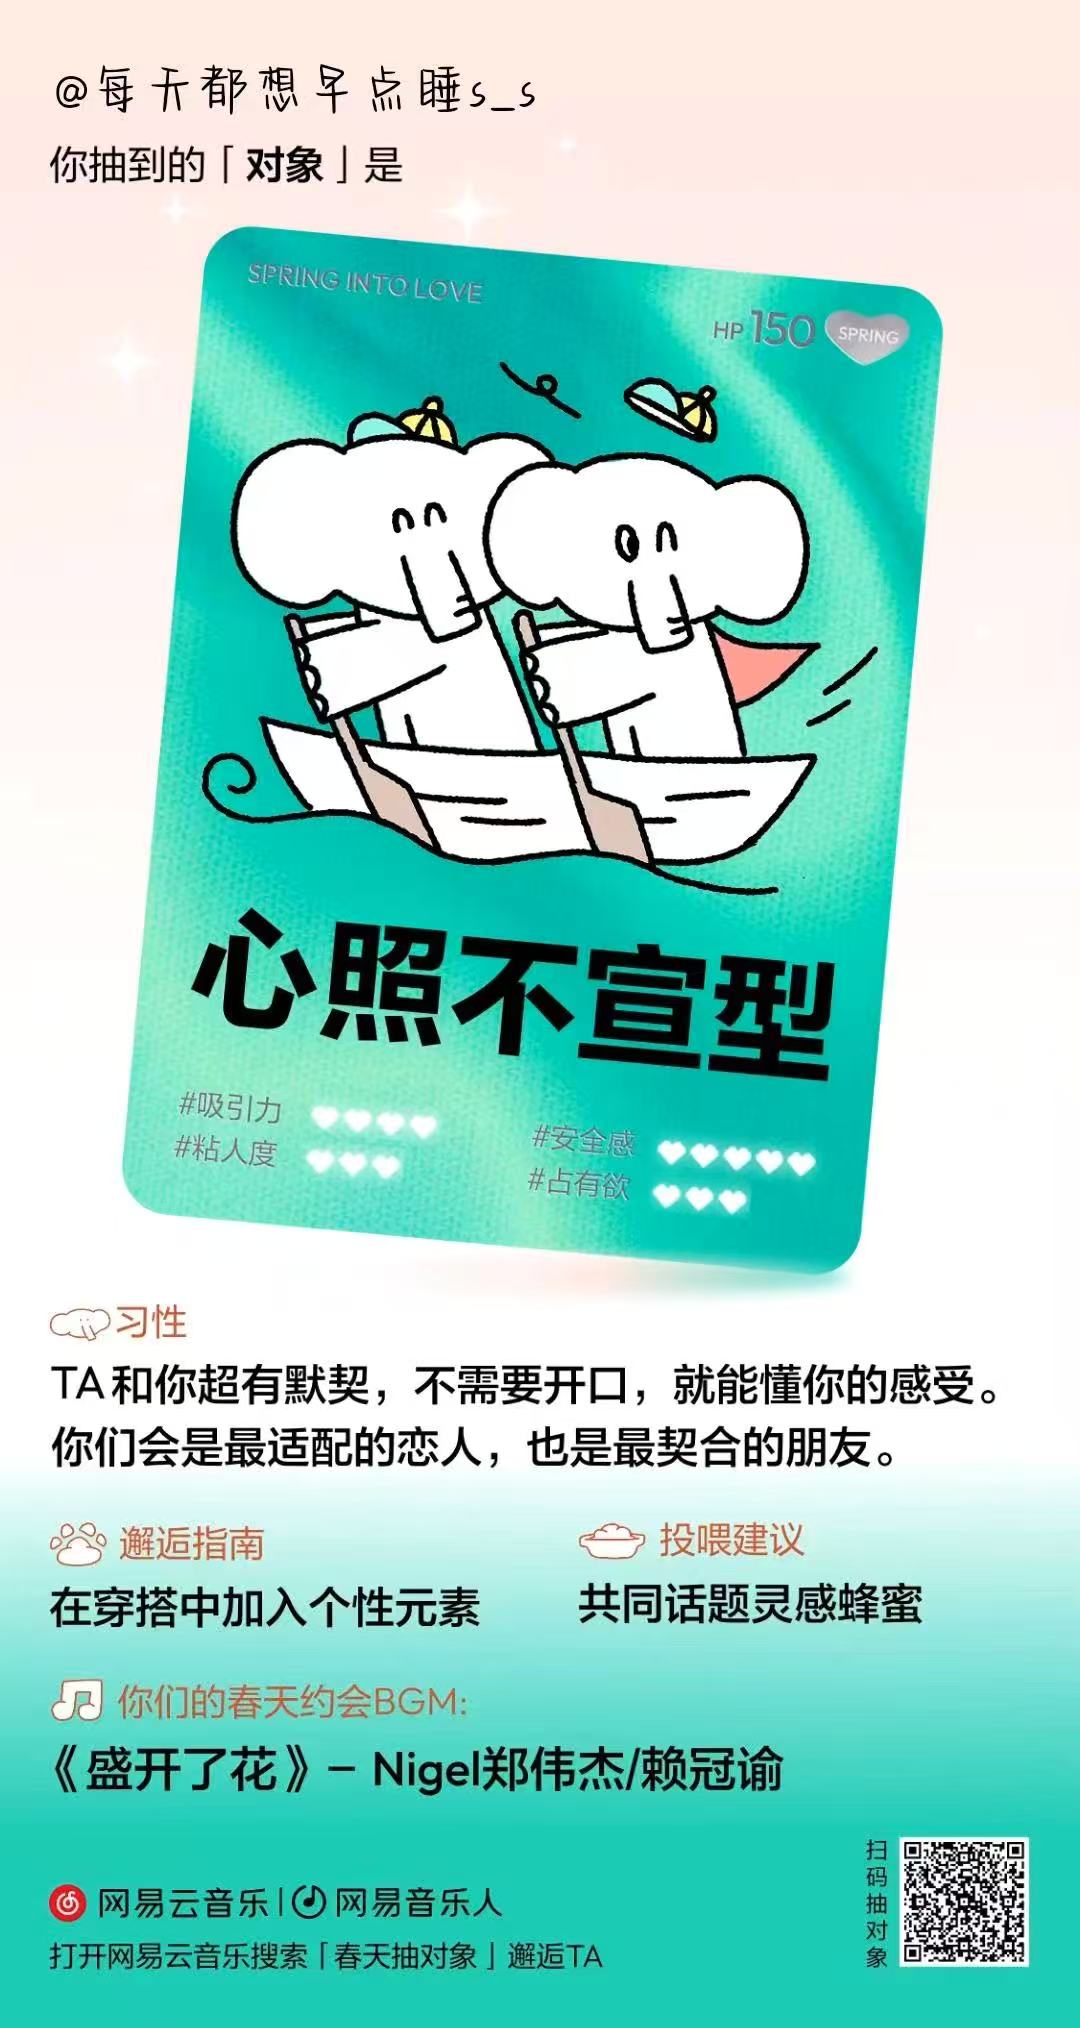 @每天都想早点睡s_s
你抽到的「对象」是
SPRING INTO LOVE
HP 150 SPRING
心照不宣型
#吸引力
#粘人度
#安全感
#占有欲
习性
TA和你超有默契，不需要开口，就能懂你的感受。
你们会是最适配的恋人，也是最契合的朋友。
邂逅指南
在穿搭中加入个性元素
投喂建议
共同话题灵感蜂蜜
你们的春天约会BGM:
《盛开了花》- Nigel郑伟杰/赖冠谕
网易云音乐|网易音乐人
打开网易云音乐搜索「春天抽对象」邂逅TA
扫码抽对象